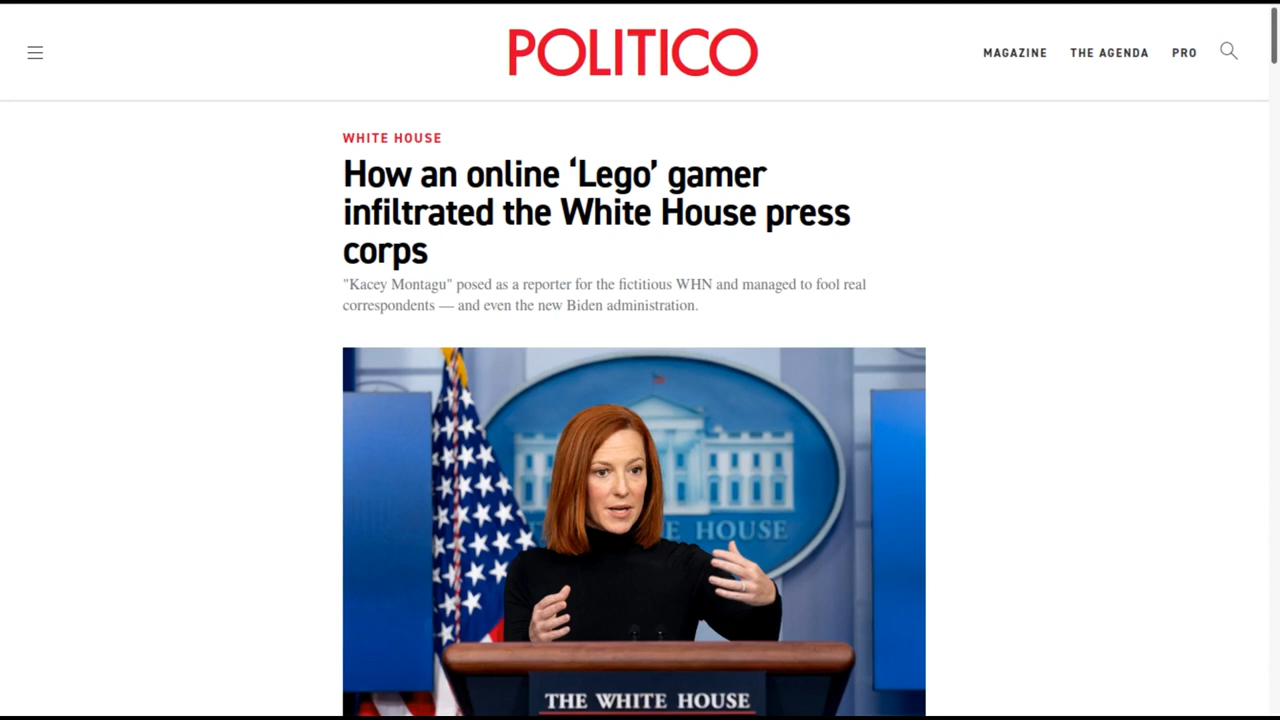 POLITICO
MAGAZINE THE AGENDA PRO
WHITE HOUSE
How an online ‘Lego’ gamer
infiltrated the White House press
corps
"Kacey Montagu" posed as a reporter for the fictitious WHN and managed to fool real
correspondents — and even the new Biden administration.
E HOUSE
THE WHITE HOUSE